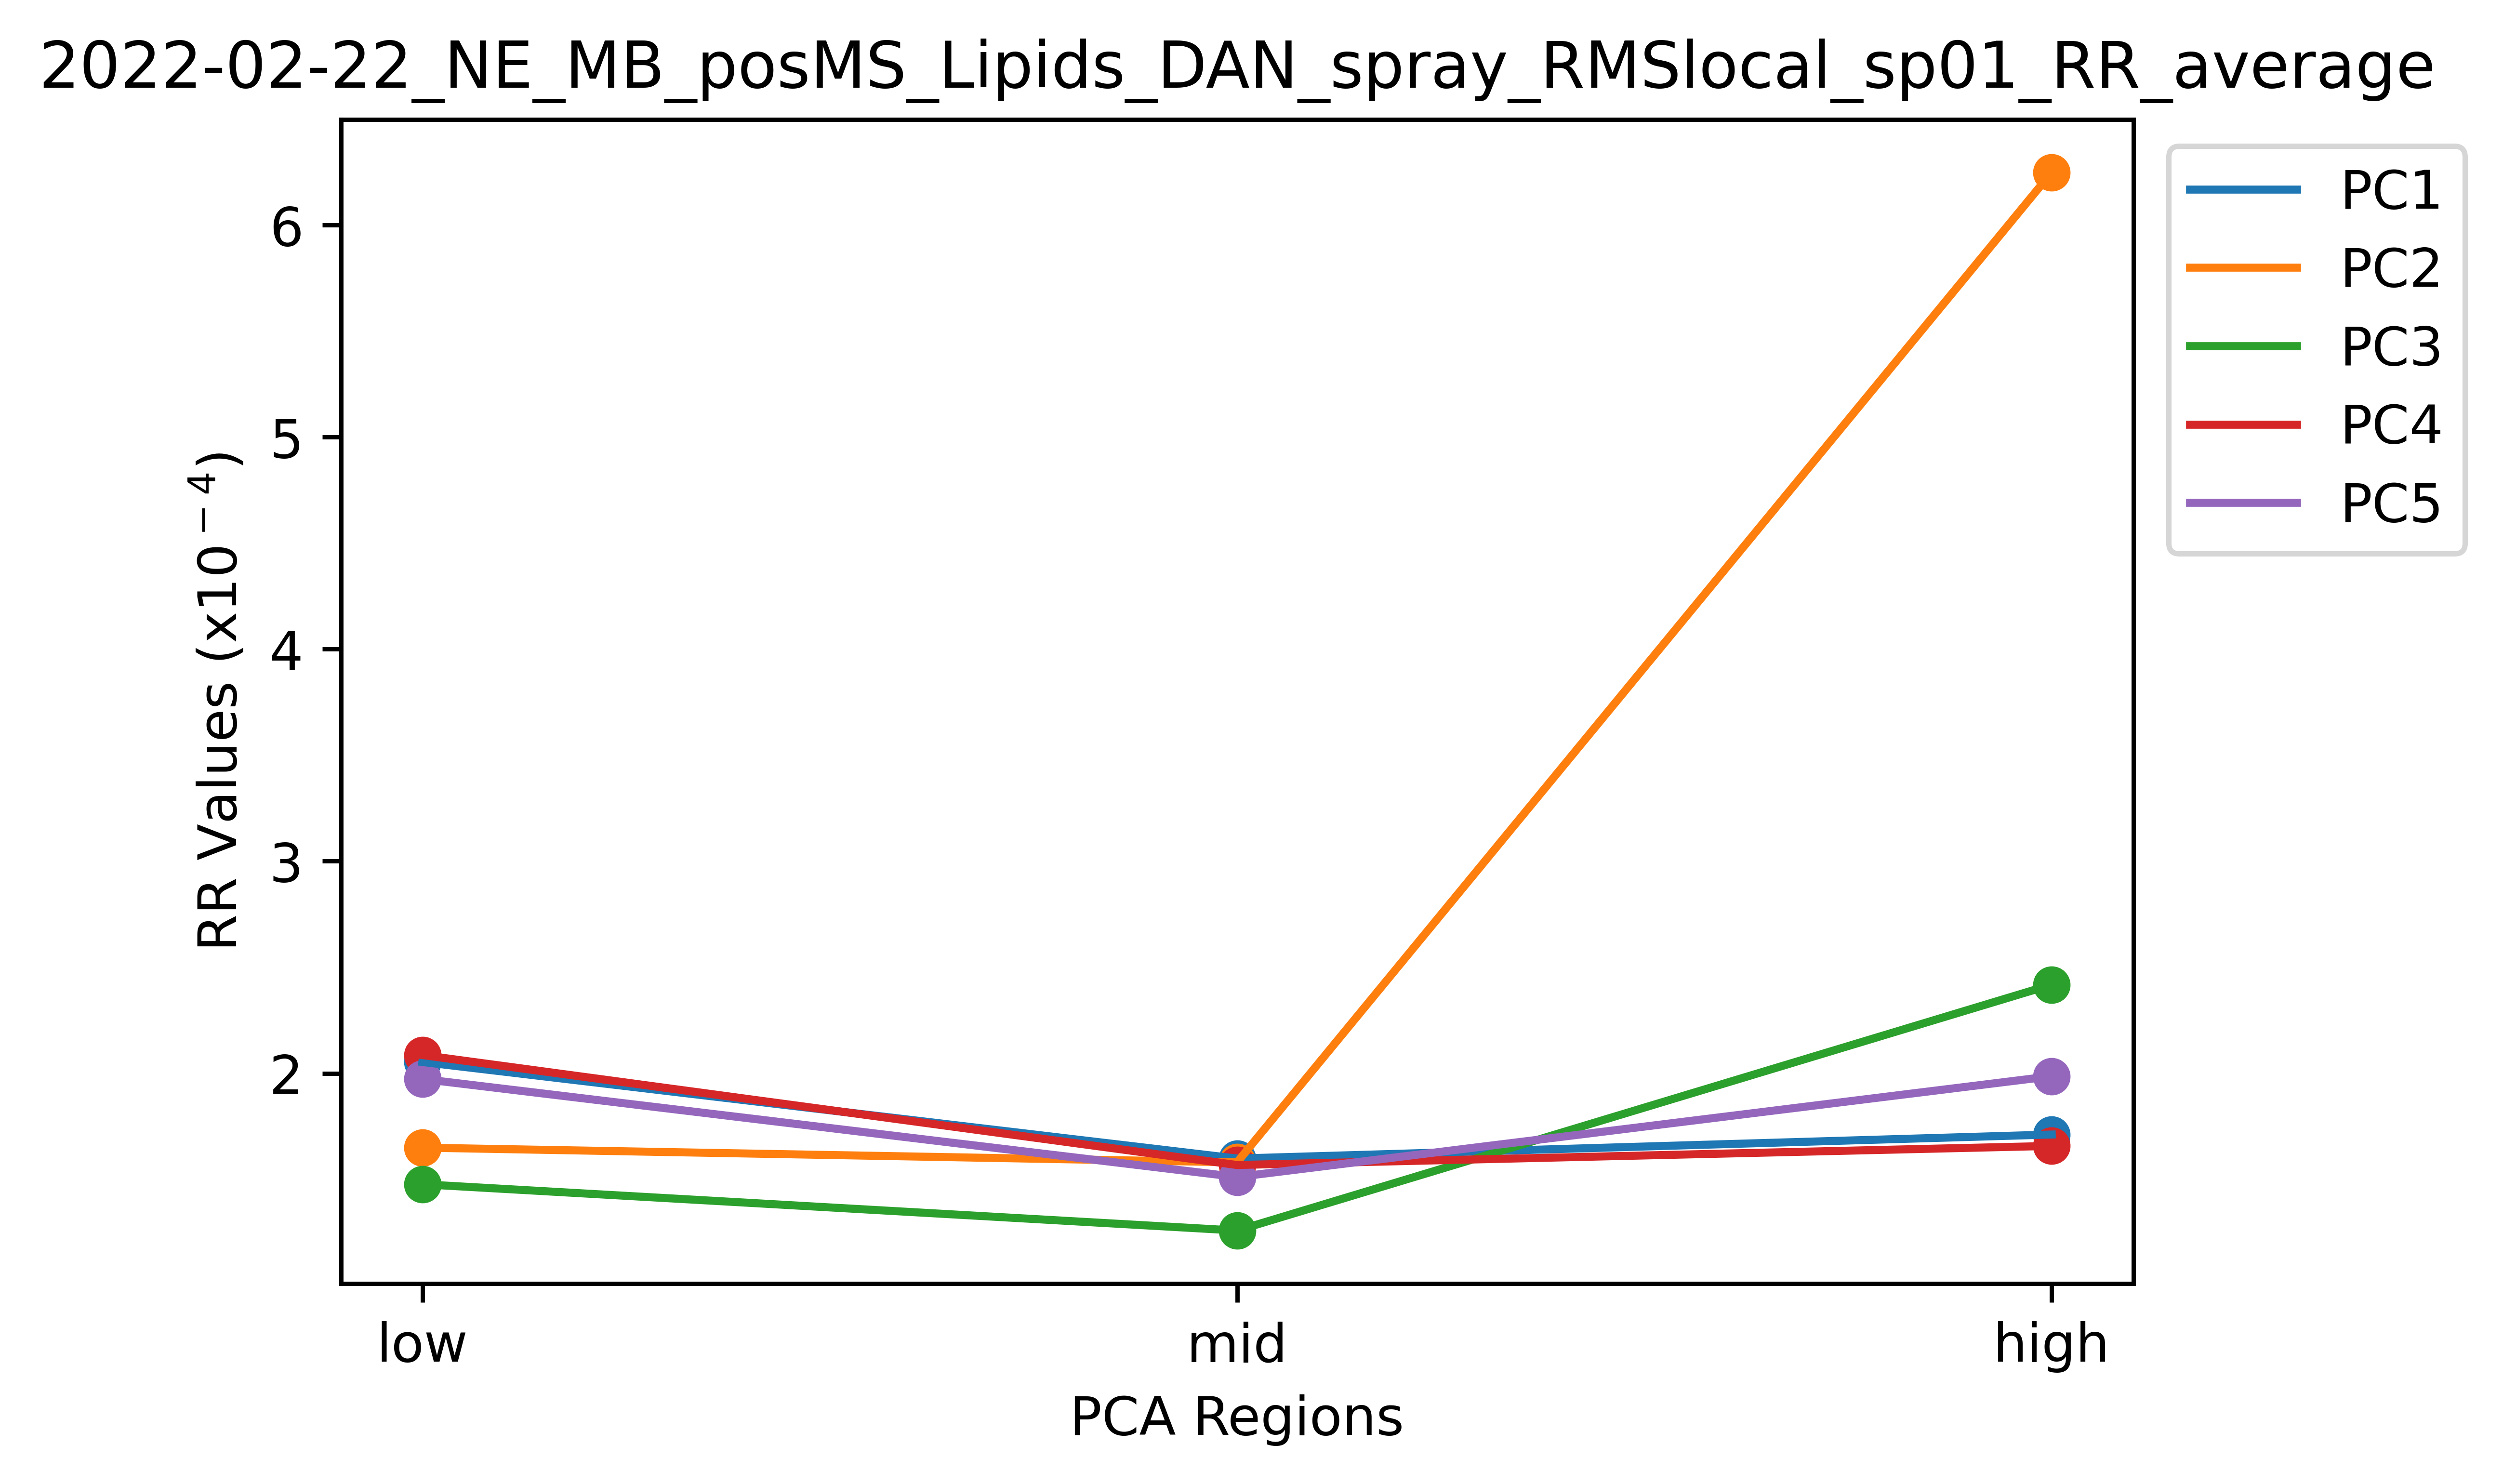 2022-02-22_NE_MB_posMS_Lipids_DAN_spray_RMSlocal_sp01_RR_average
PC1
PC2
PC3
PC4
PC5
RR Values (x10⁻⁴)
6
5
4
3
2
low mid high
PCA Regions